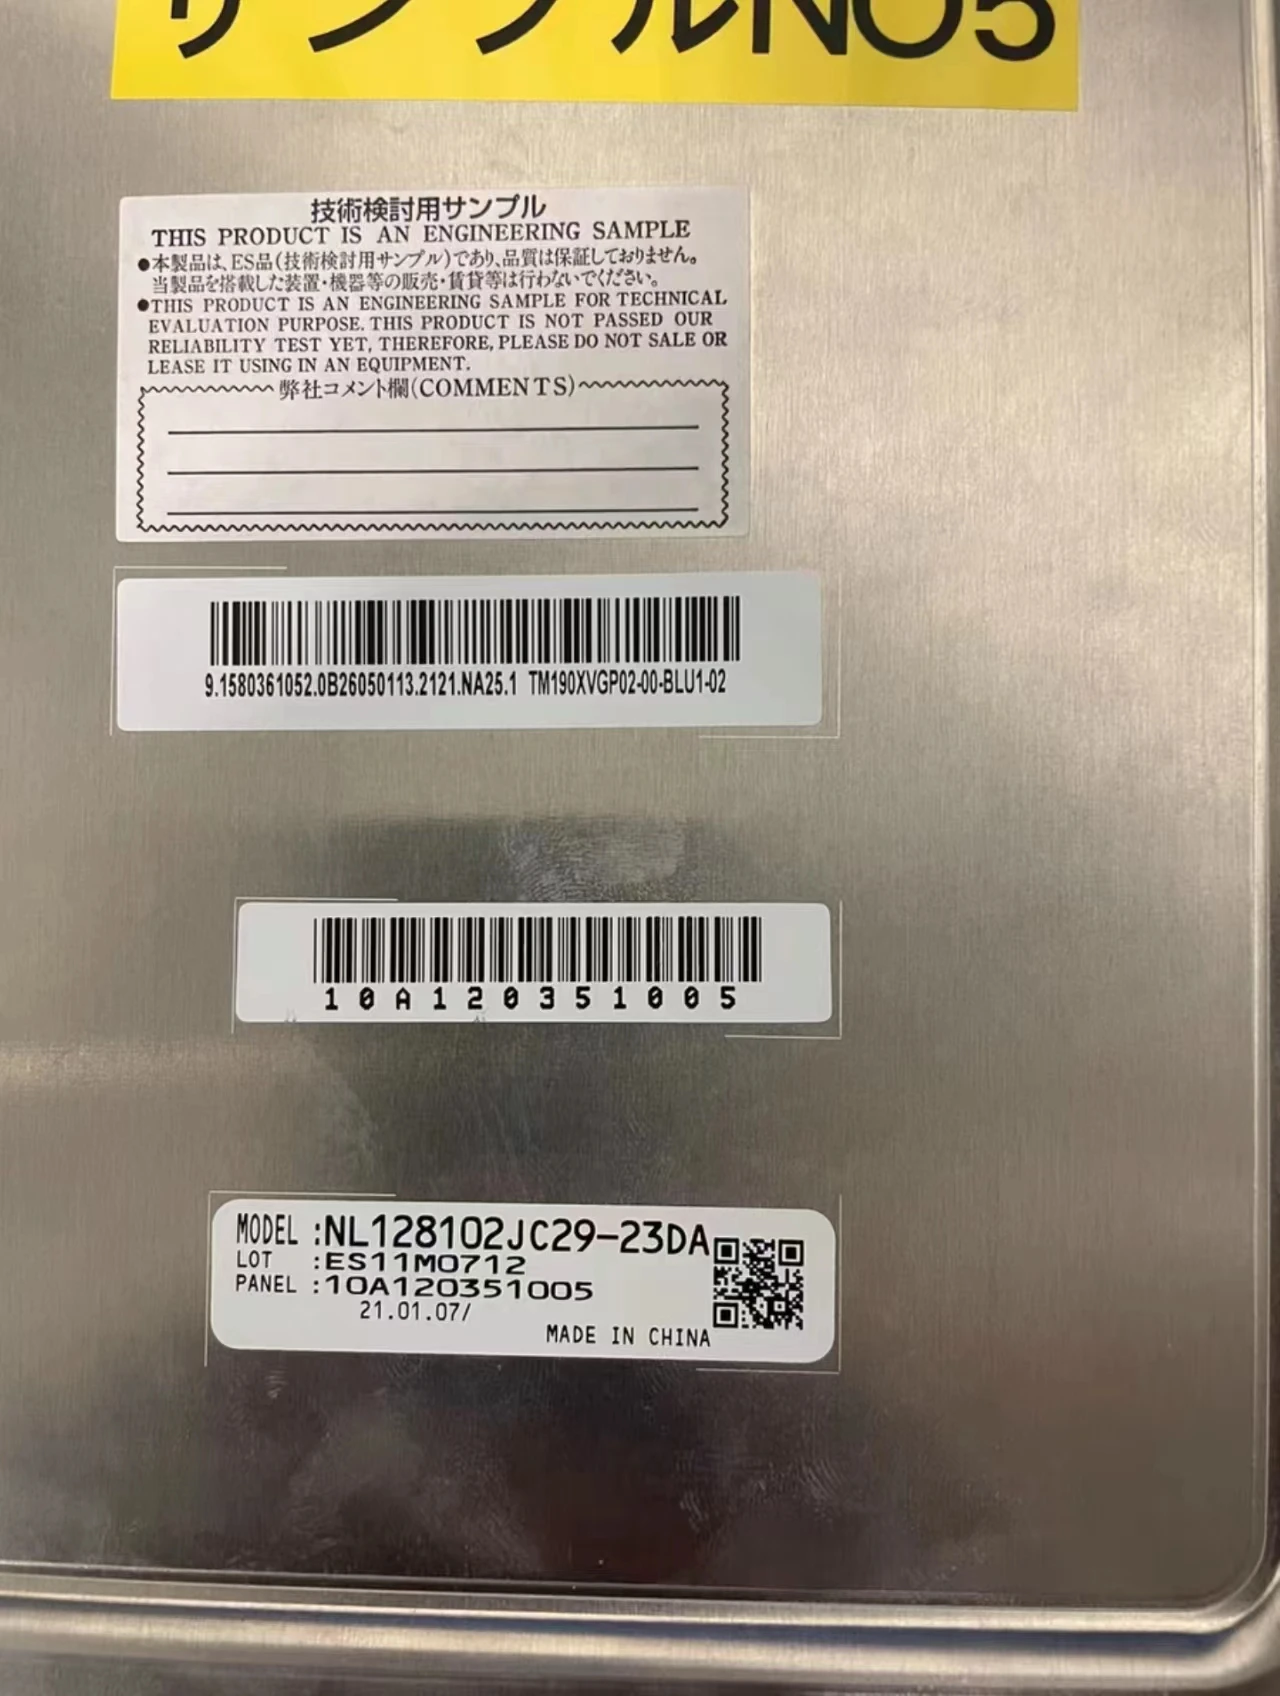 サンプルNO5
技術検討用サンプル
THIS PRODUCT IS AN ENGINEERING SAMPLE
●本製品は、ES品(技術検討用サンプル)であり、品質は保証しておりません。
当製品を搭載した装置・機器等の販売・賃貸等は行わないでください。
●THIS PRODUCT IS AN ENGINEERING SAMPLE FOR TECHNICAL
EVALUATION PURPOSE. THIS PRODUCT IS NOT PASSED OUR
RELIABILITY TEST YET, THEREFORE, PLEASE DO NOT SALE OR
LEASE IT USING IN AN EQUIPMENT.
弊社コメント欄(COMMENTS)
9.1580361052.0B26050113.2121.NA25.1 TM190XVGP02-00-BLU1-02
10A120351005
MODEL :NL128102JC29-23DA
LOT :ES11M0712
PANEL :10A120351005
21.01.07/
MADE IN CHINA